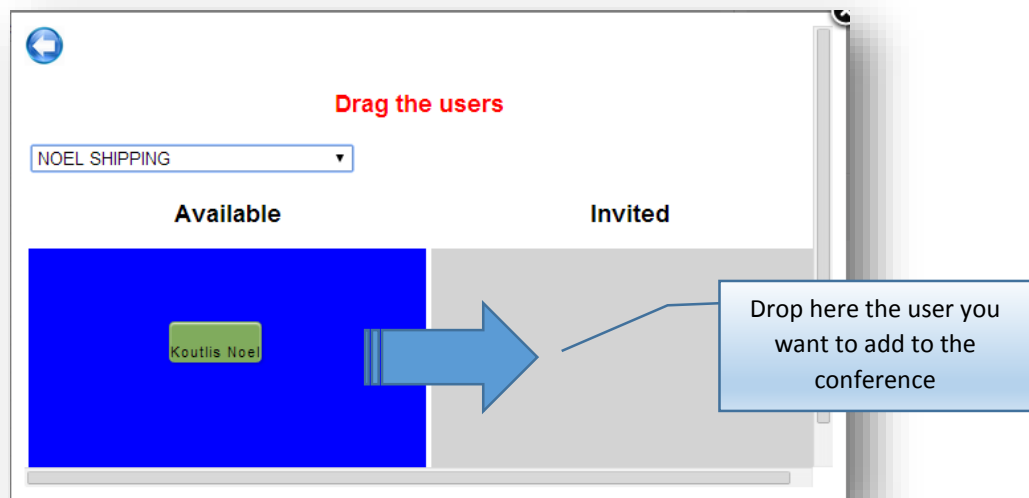 Drag the users
NOEL SHIPPING
Available Invited
Koutlis Noel
Drop here the user you
want to add to the
conference